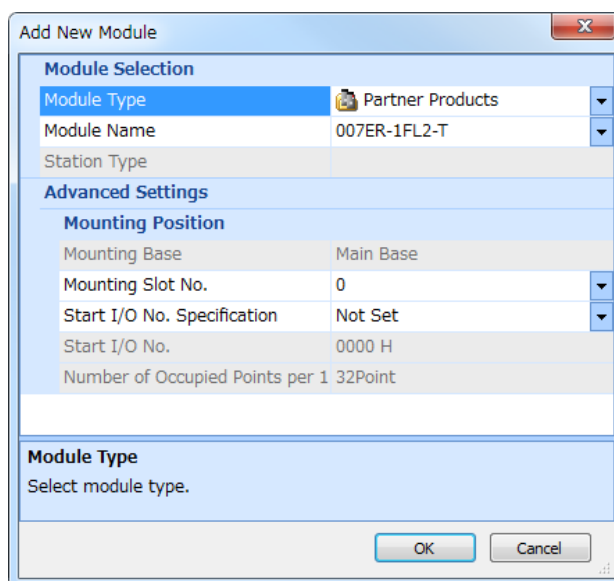 Add New Module
Module Selection
Module Type Partner Products
Module Name 007ER-1FL2-T
Station Type
Advanced Settings
Mounting Position
Mounting Base Main Base
Mounting Slot No. 0
Start I/O No. Specification Not Set
Start I/O No. 0000 H
Number of Occupied Points per 1 32Point
Module Type
Select module type.
OK Cancel